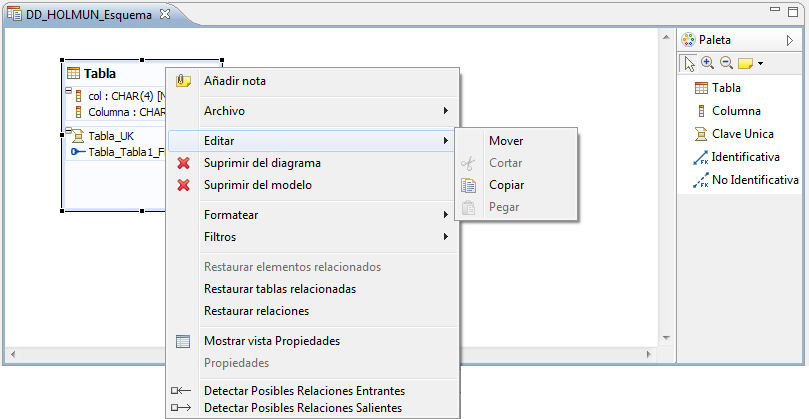 DD_HOLMUN_Esquema
Tabla
col : CHAR(4) [N
Columna : CHAR
Tabla_UK
Tabla_Tabla1_F
Añadir nota
Archivo
Editar
Suprimir del diagrama
Suprimir del modelo
Formatear
Filtros
Restaurar elementos relacionados
Restaurar tablas relacionadas
Restaurar relaciones
Mostrar vista Propiedades
Propiedades
Detectar Posibles Relaciones Entrantes
Detectar Posibles Relaciones Salientes
Mover
Cortar
Copiar
Pegar
Paleta
Tabla
Columna
Clave Unica
FK Identificativa
FK No Identificativa